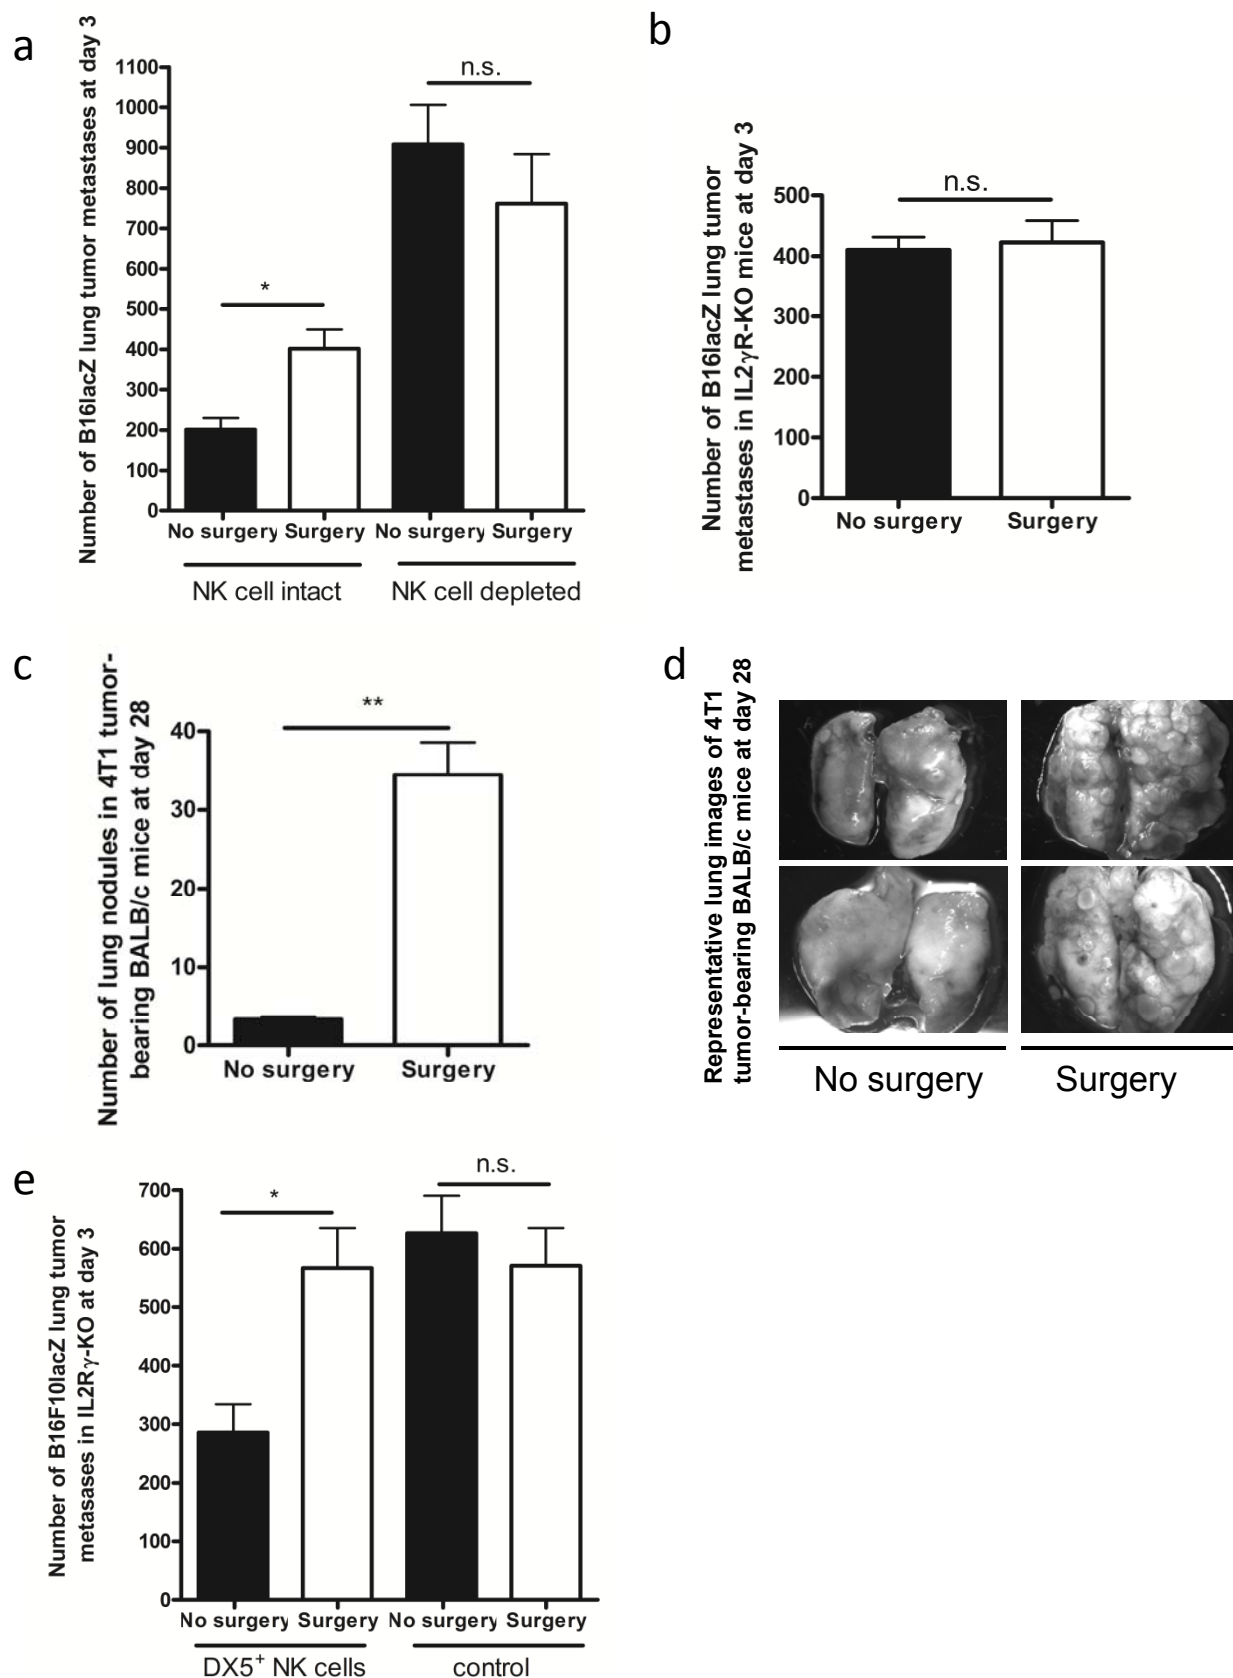 a
Number of B16lacZ lung tumor metastases at day 3
1100
1000
900
800
700
600
500
400
300
200
100
0
*
n.s.
No surgery Surgery No surgery Surgery
NK cell intact NK cell depleted
b
Number of B16lacZ lung tumor
metastases in IL2γR-KO mice at day 3
500
400
300
200
100
0
n.s.
No surgery Surgery
c
Number of lung nodules in 4T1 tumor-
bearing BALB/c mice at day 28
40
30
20
10
0
**
No surgery Surgery
d
Representative lung images of 4T1
tumor-bearing BALB/c mice at day 28
No surgery Surgery
e
Number of B16F10lacZ lung tumor
metasases in IL2Rγ-KO at day 3
700
600
500
400
300
200
100
0
*
n.s.
No surgery Surgery No surgery Surgery
DX5+ NK cells control